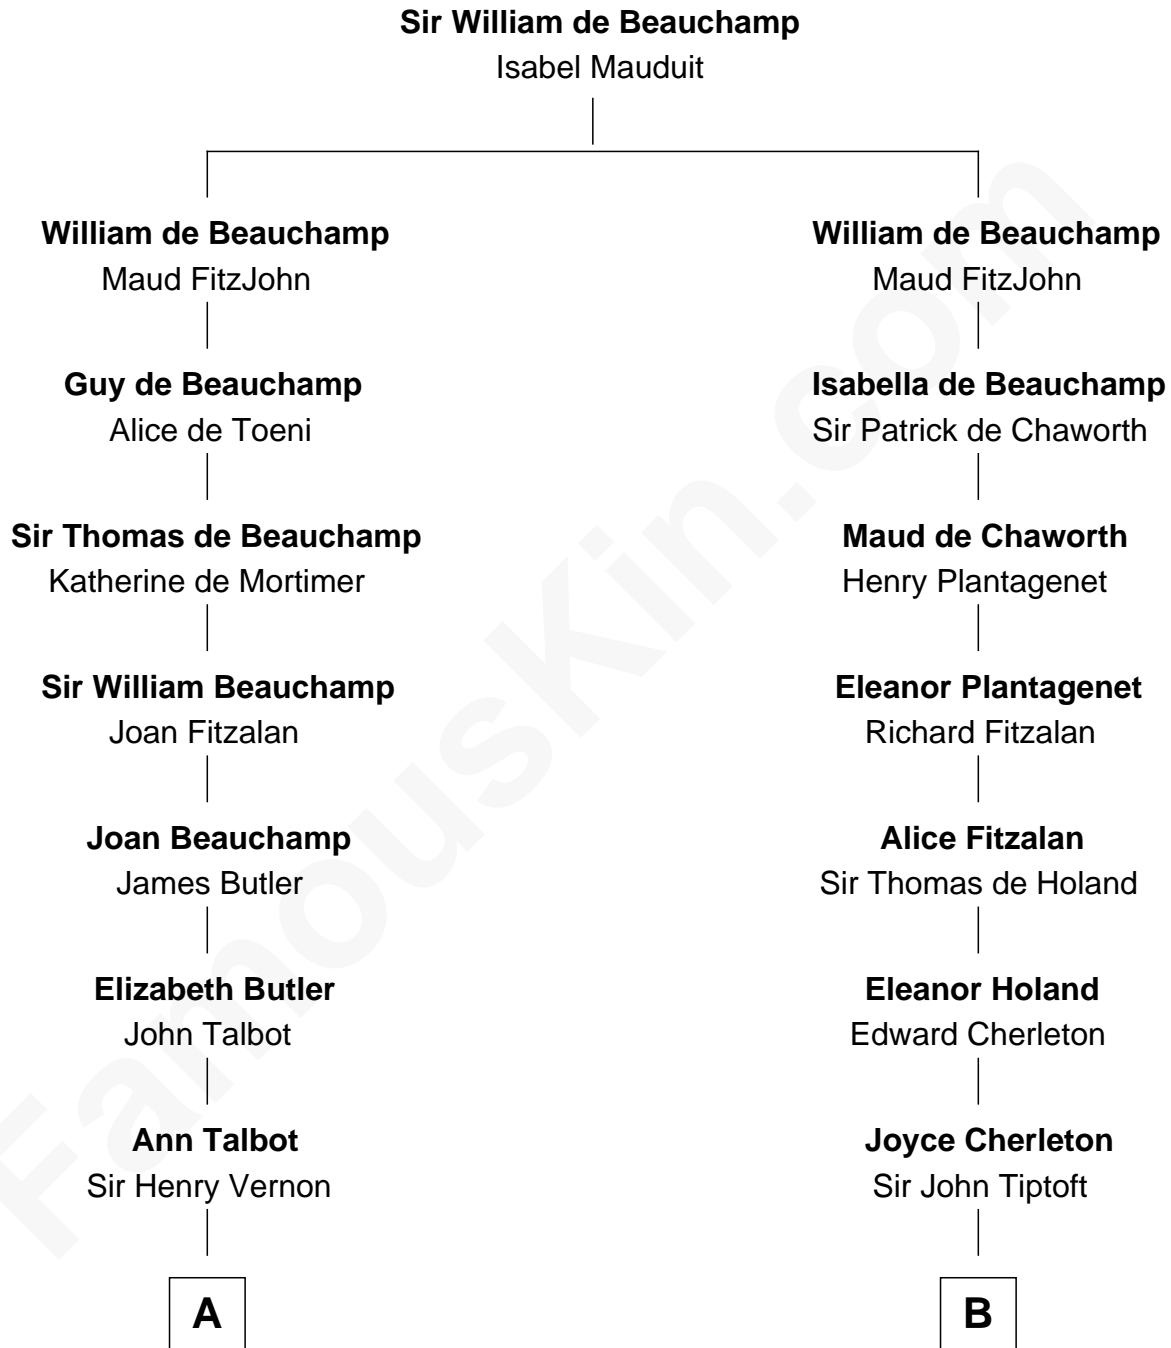 Sir William de Beauchamp
Isabel Mauduit
William de Beauchamp
Maud FitzJohn
Guy de Beauchamp
Alice de Toeni
Sir Thomas de Beauchamp
Katherine de Mortimer
Sir William Beauchamp
Joan Fitzalan
Joan Beauchamp
James Butler
Elizabeth Butler
John Talbot
Ann Talbot
Sir Henry Vernon
A
William de Beauchamp
Maud FitzJohn
Isabella de Beauchamp
Sir Patrick de Chaworth
Maud de Chaworth
Henry Plantagenet
Eleanor Plantagenet
Richard Fitzalan
Alice Fitzalan
Sir Thomas de Holand
Eleanor Holand
Edward Cherleton
Joyce Cherleton
Sir John Tiptoft
B
FamousKin.com